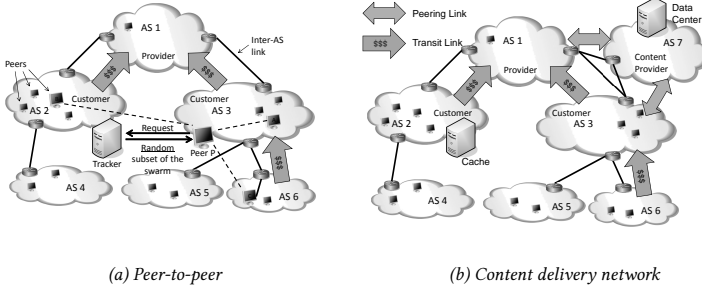 AS 1
Provider
Inter-AS
link
Peers
$$$
$$$
AS 2
Customer
Customer
AS 3
Request
Random
subset of the
swarm
Tracker
Peer P
$$$
AS 4
AS 5
AS 6
(a) Peer-to-peer
Peering Link
$$$
Transit Link
AS 1
Provider
Data
Center
AS 7
Content
Provider
$$$
$$$
AS 2
Customer
Customer
AS 3
Cache
$$$
AS 4
AS 5
AS 6
(b) Content delivery network